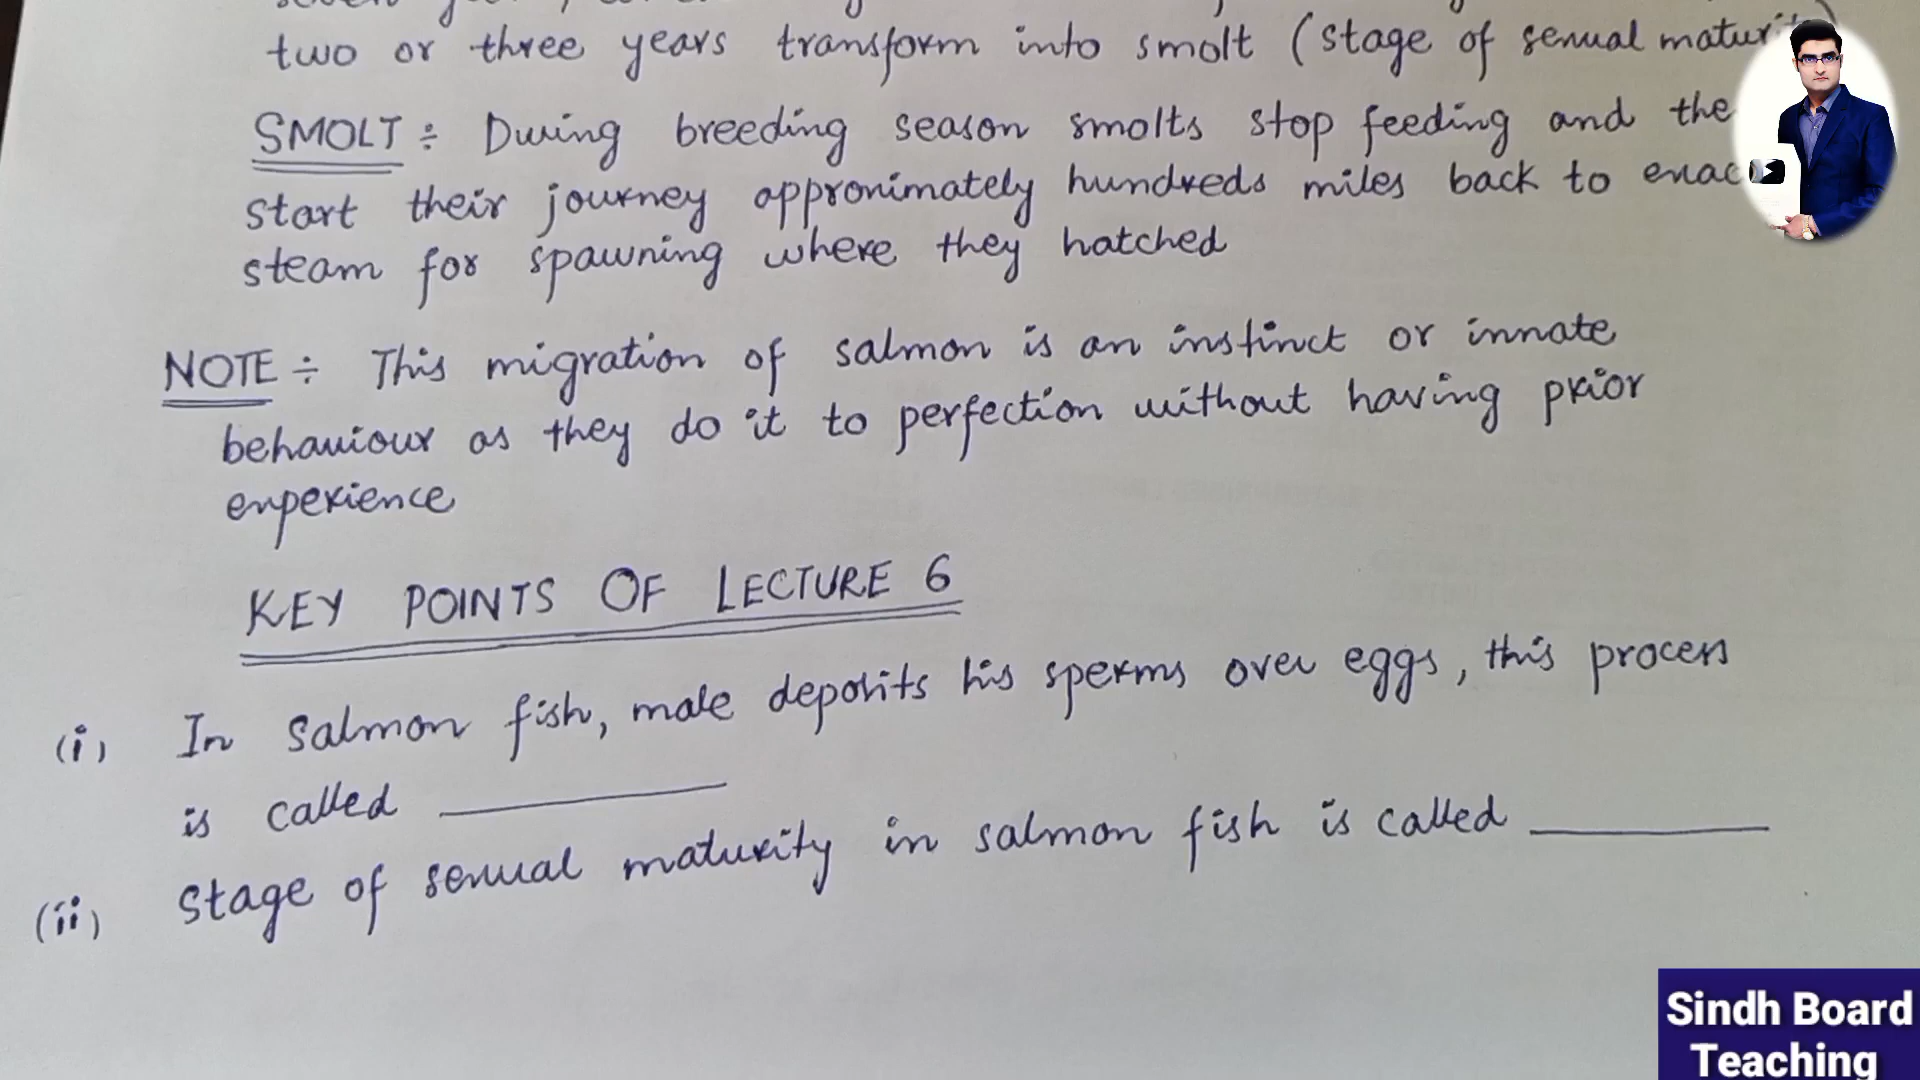 two or three years transform into smolt (stage of sexual maturity)
SMOLT ÷ During breeding season smolts stop feeding and the
start their journey approximately hundreds miles back to exac
steam for spawning where they hatched
NOTE ÷ This migration of salmon is an instinct or innate
behaviour as they do it to perfection without having prior
experience
KEY POINTS OF LECTURE 6
(i) In salmon fish, male deposits his sperms over eggs, this process
is called ________
(ii) Stage of sexual maturity in salmon fish is called ________
Sindh Board
Teaching